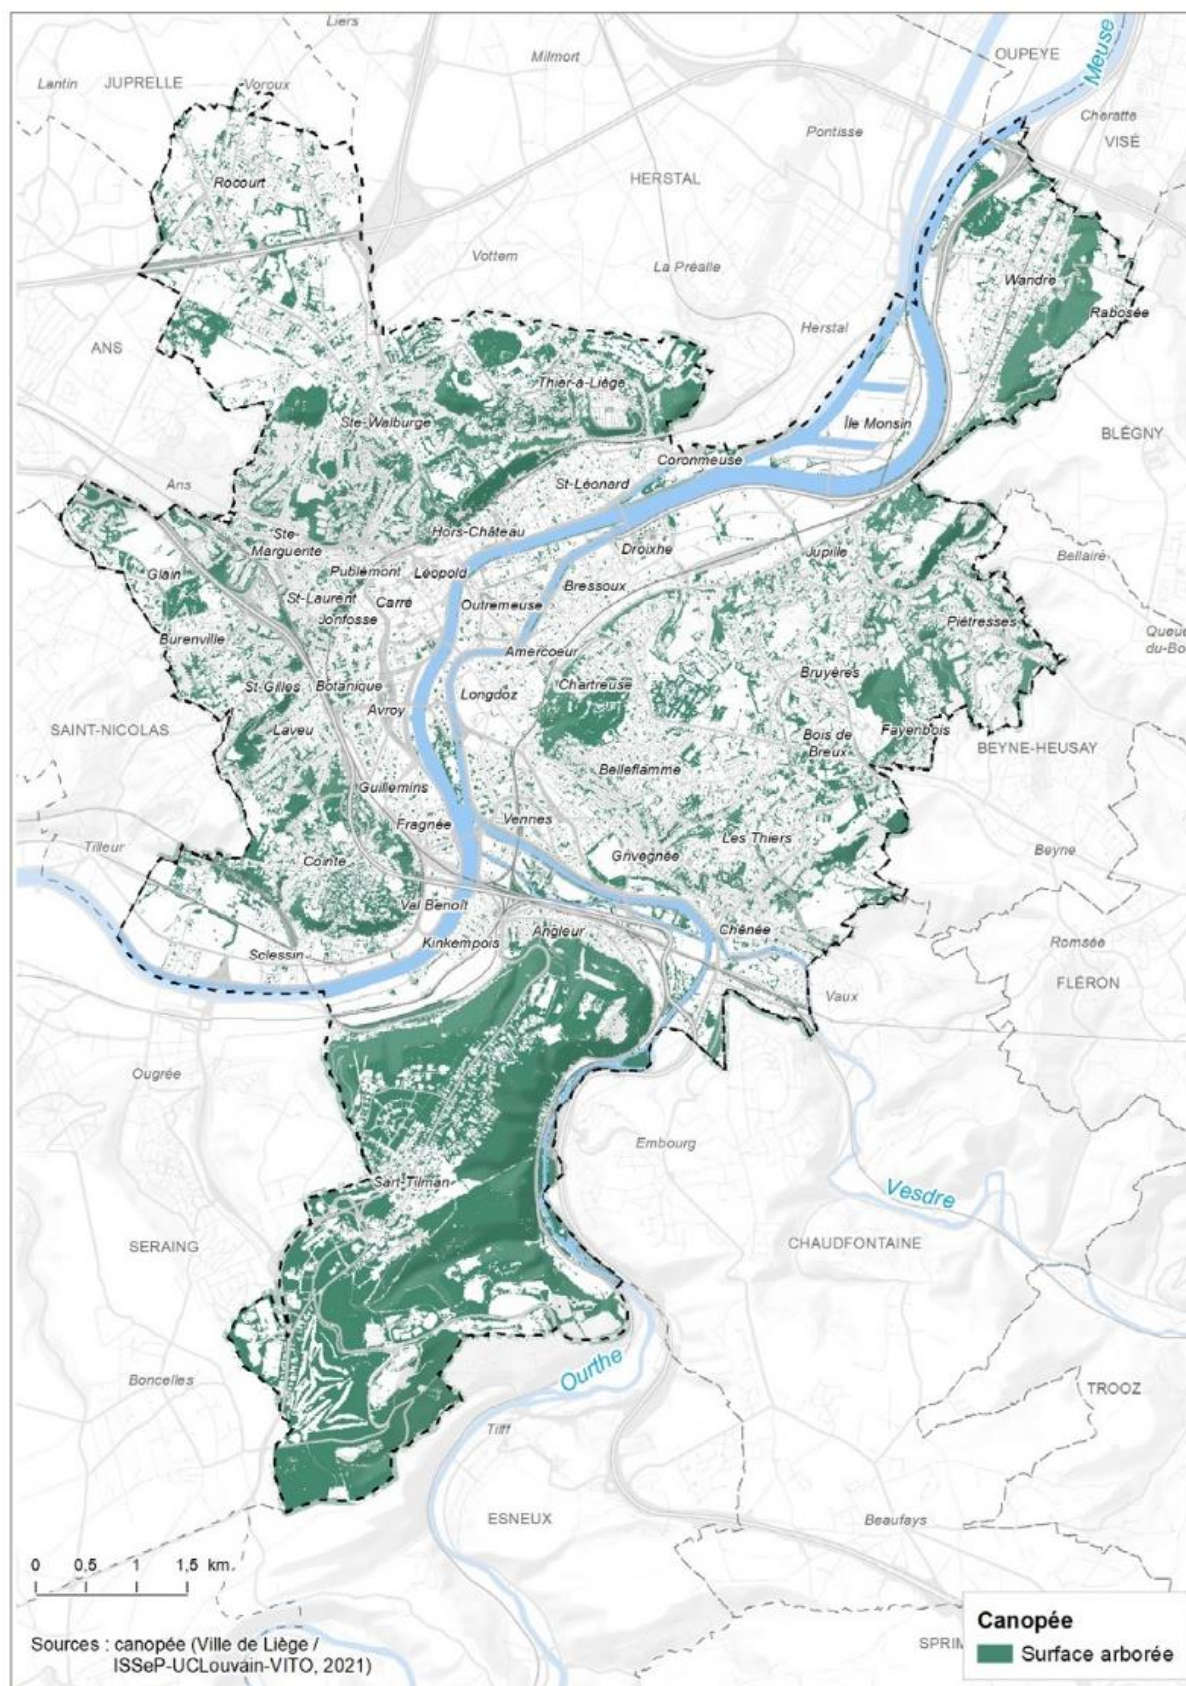 Liers
Meuse
OUPEYE
Milmort
Lantin
JUPRELLE
Voroux
Cheratte
VISÉ
Pontisse
Rocourt
HERSTAL
Vottem
La Préalle
Wandre
Rabosée
Herstal
ANS
Thier-à-Liège
Ste-Walburge
Île Monsin
BLÉGNY
Coronmeuse
Ans
St-Léonard
Hors-Château
Ste-
Marguerite
Droixhe
Jupille
Bellaire
Glain
Publémont
Léopold
Bressoux
St-Laurent
Carré
Outremeuse
Jonfosse
Piétresses
Burenville
Amercoeur
Queue
du-Bo
St-Gilles
Botanique
Longdoz
Chartreuse
Bruyères
Avroy
SAINT-NICOLAS
Laveu
Bois de
Breux
Fayenbois
BEYNE-HEUSAY
Belleflamme
Guillemins
Fragnée
Vennes
Les Thiers
Tilleur
Cointe
Grivegnée
Beyne
Val Benoît
Kinkempois
Angleur
Chênée
Sclessin
Romsée
FLÉRON
Vaux
Ougrée
Embourg
Sart-Tilman
Vesdre
SERAING
CHAUDFONTAINE
Ourthe
Boncelles
TROOZ
Tilff
ESNEUX
Beaufays
0 0,5 1 1,5 km
Canopée
Surface arborée
SPRIM
Sources : canopée (Ville de Liège /
ISSeP-UCLouvain-VITO, 2021)